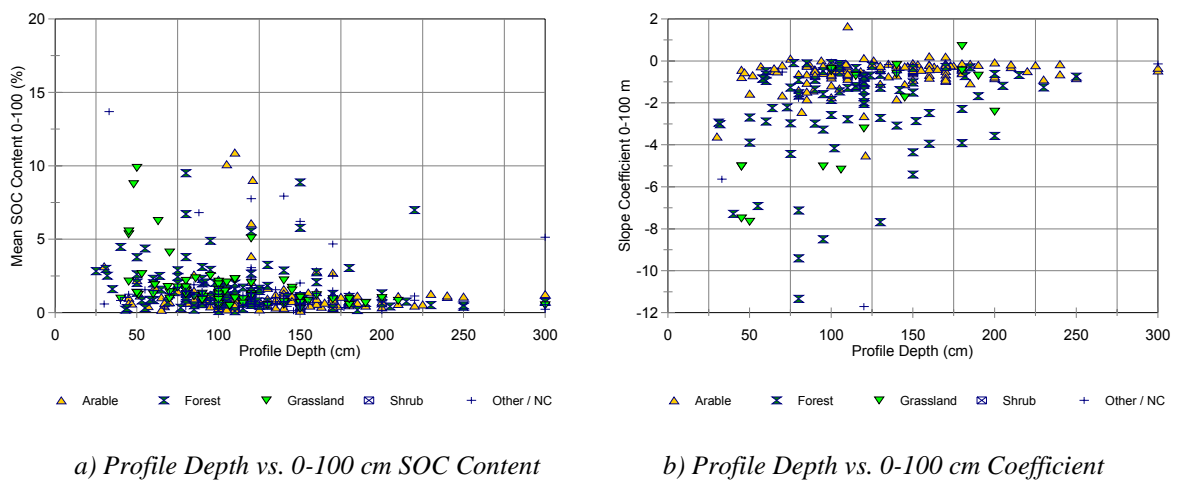 20
15
10
5
0
Mean SOC Content 0-100 (%)
0 50 100 150 200 250 300
Profile Depth (cm)
Arable Forest Grassland Shrub Other / NC
a) Profile Depth vs. 0-100 cm SOC Content
2
0
-2
-4
-6
-8
-10
-12
Slope Coefficient 0-100 m
0 50 100 150 200 250 300
Profile Depth (cm)
Arable Forest Grassland Shrub Other / NC
b) Profile Depth vs. 0-100 cm Coefficient